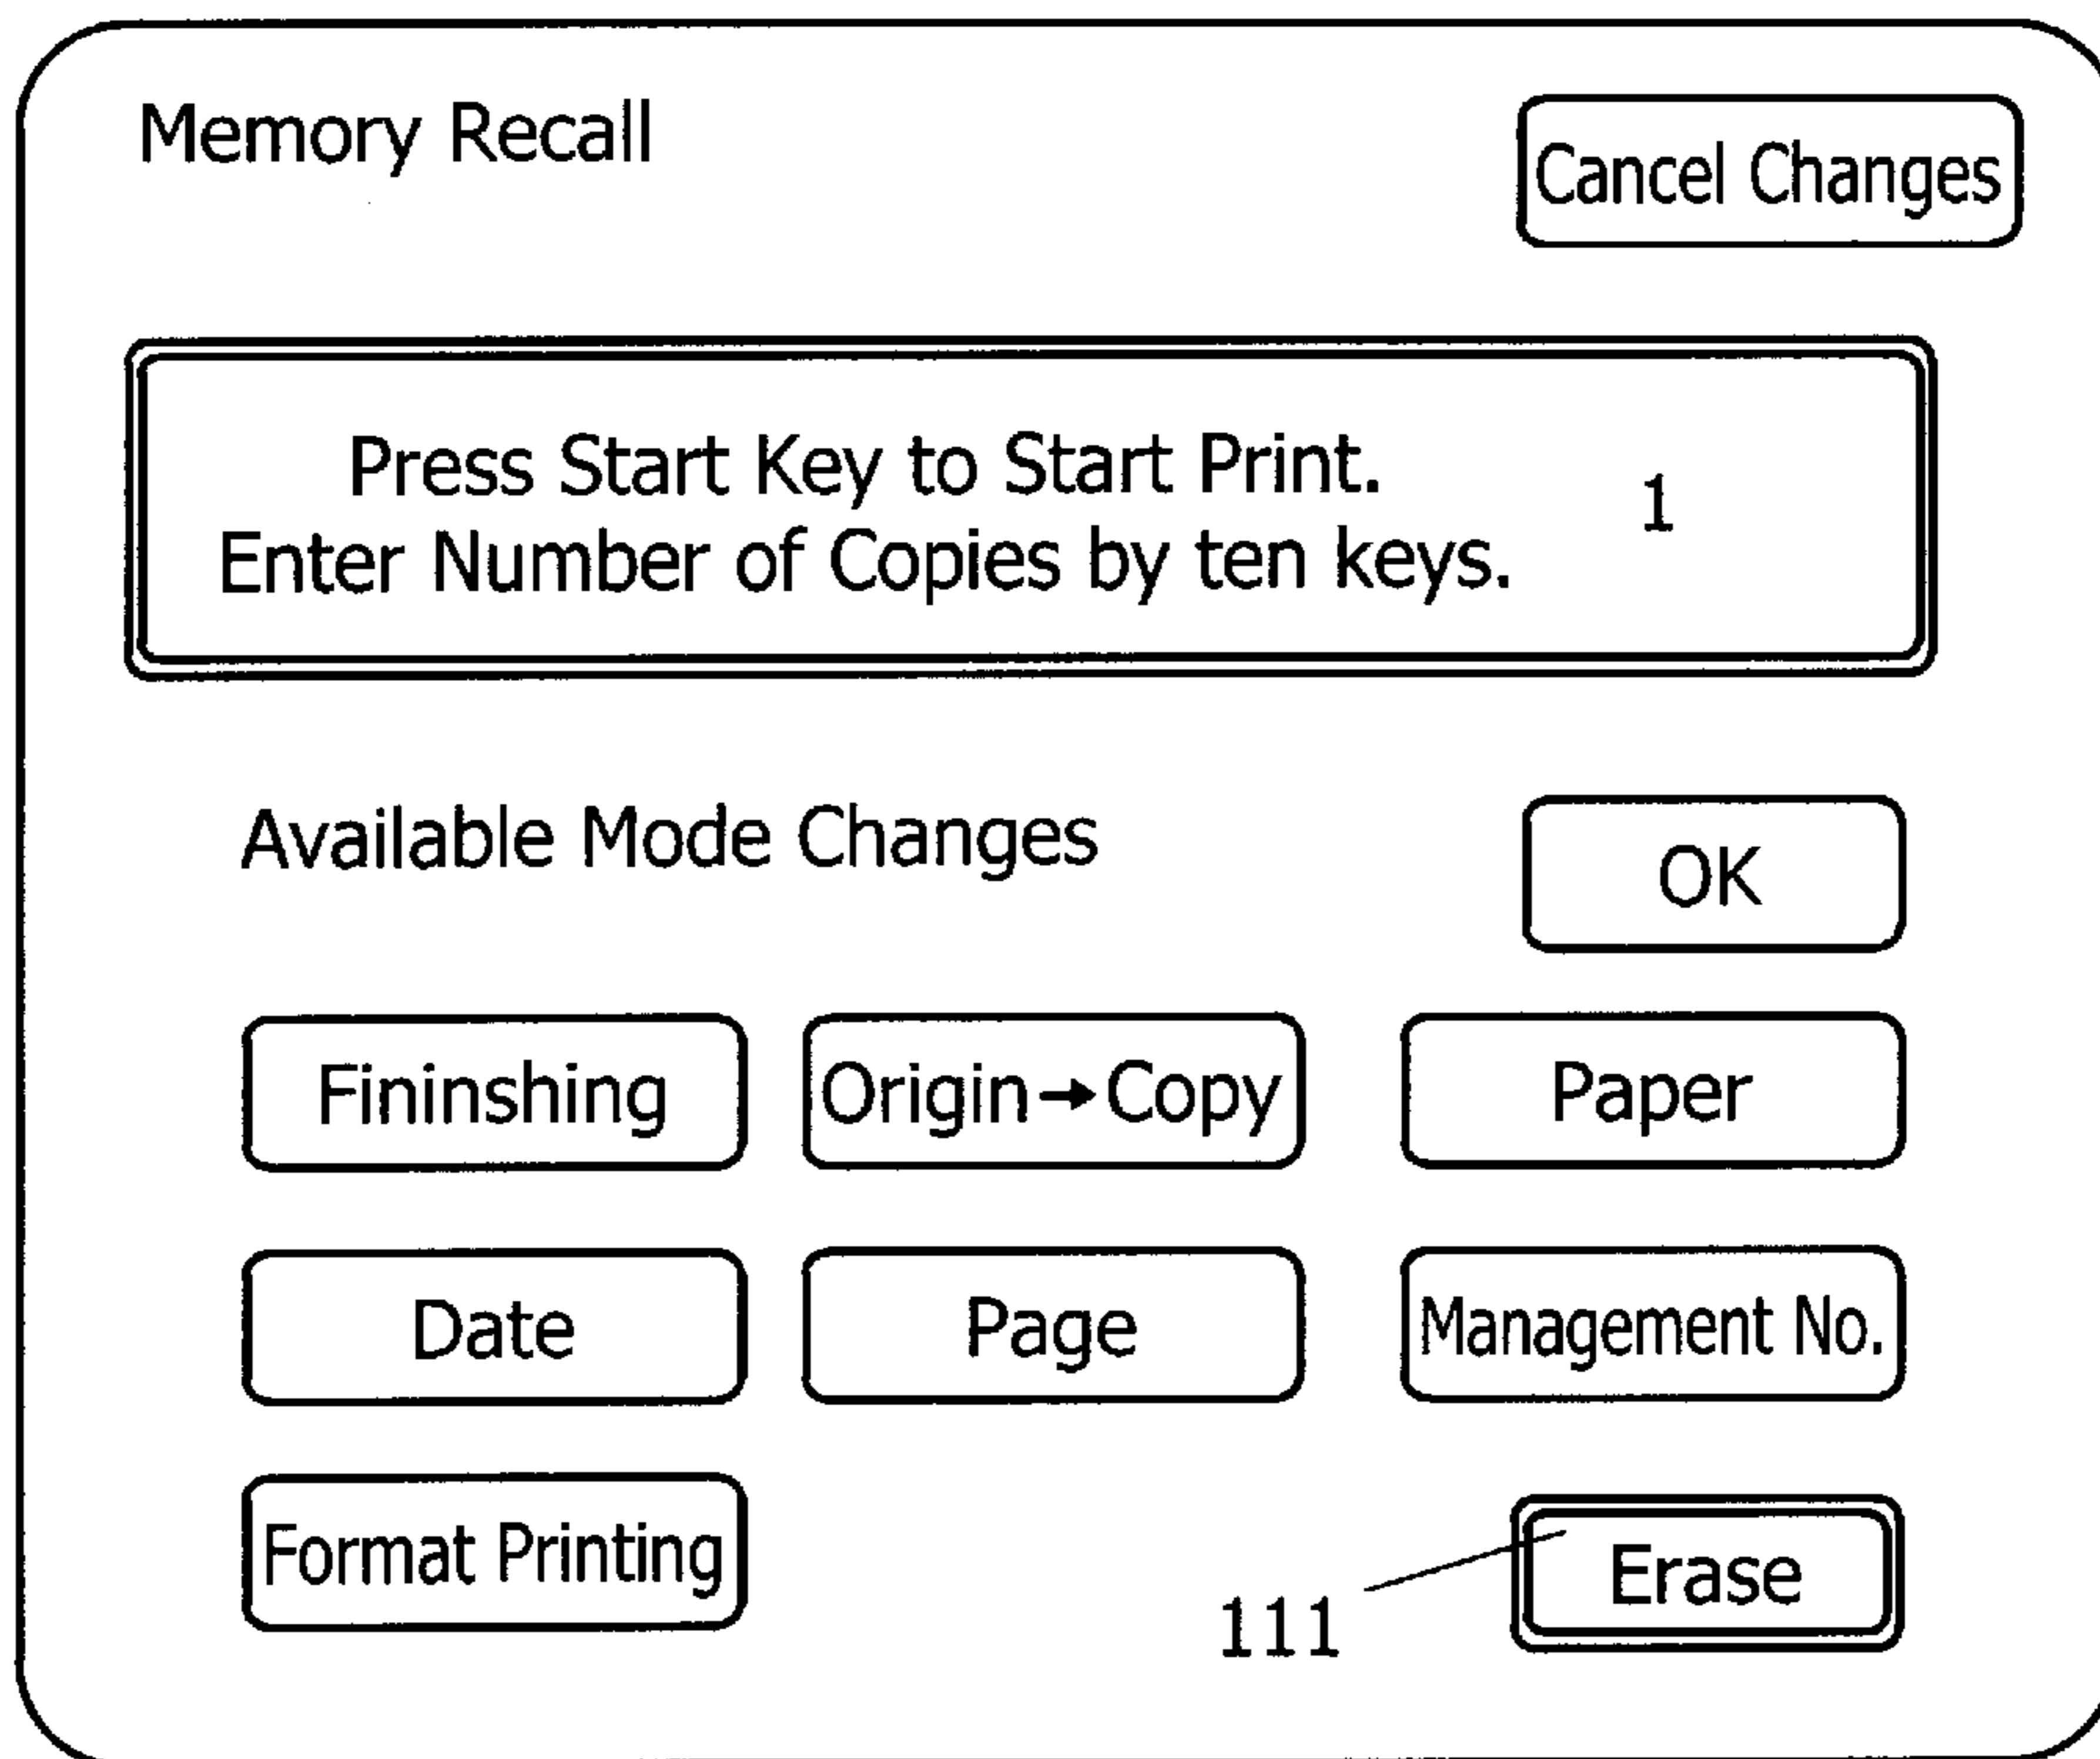 Memory Recall
Cancel Changes
Press Start Key to Start Print.
Enter Number of Copies by ten keys.
1
Available Mode Changes
OK
Fininshing
Origin→Copy
Paper
Date
Page
Management No.
Format Printing
111
Erase